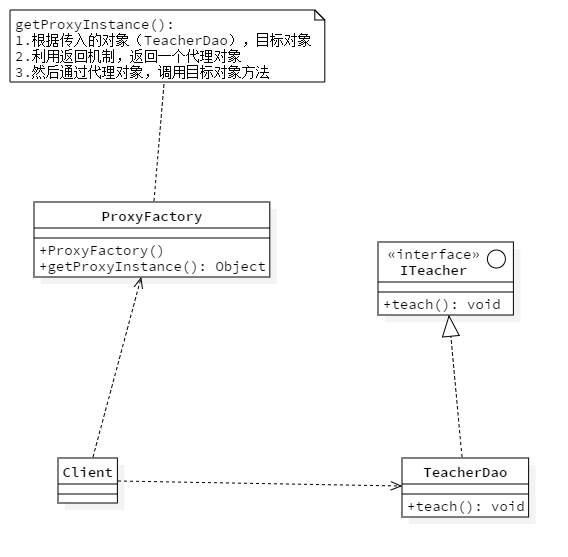 getProxyInstance():
1.根据传入的对象（TeacherDao），目标对象
2.利用返回机制，返回一个代理对象
3.然后通过代理对象，调用目标对象方法
ProxyFactory
+ProxyFactory()
+getProxyInstance(): Object
«interface»
ITeacher
+teach(): void
Client
TeacherDao
+teach(): void